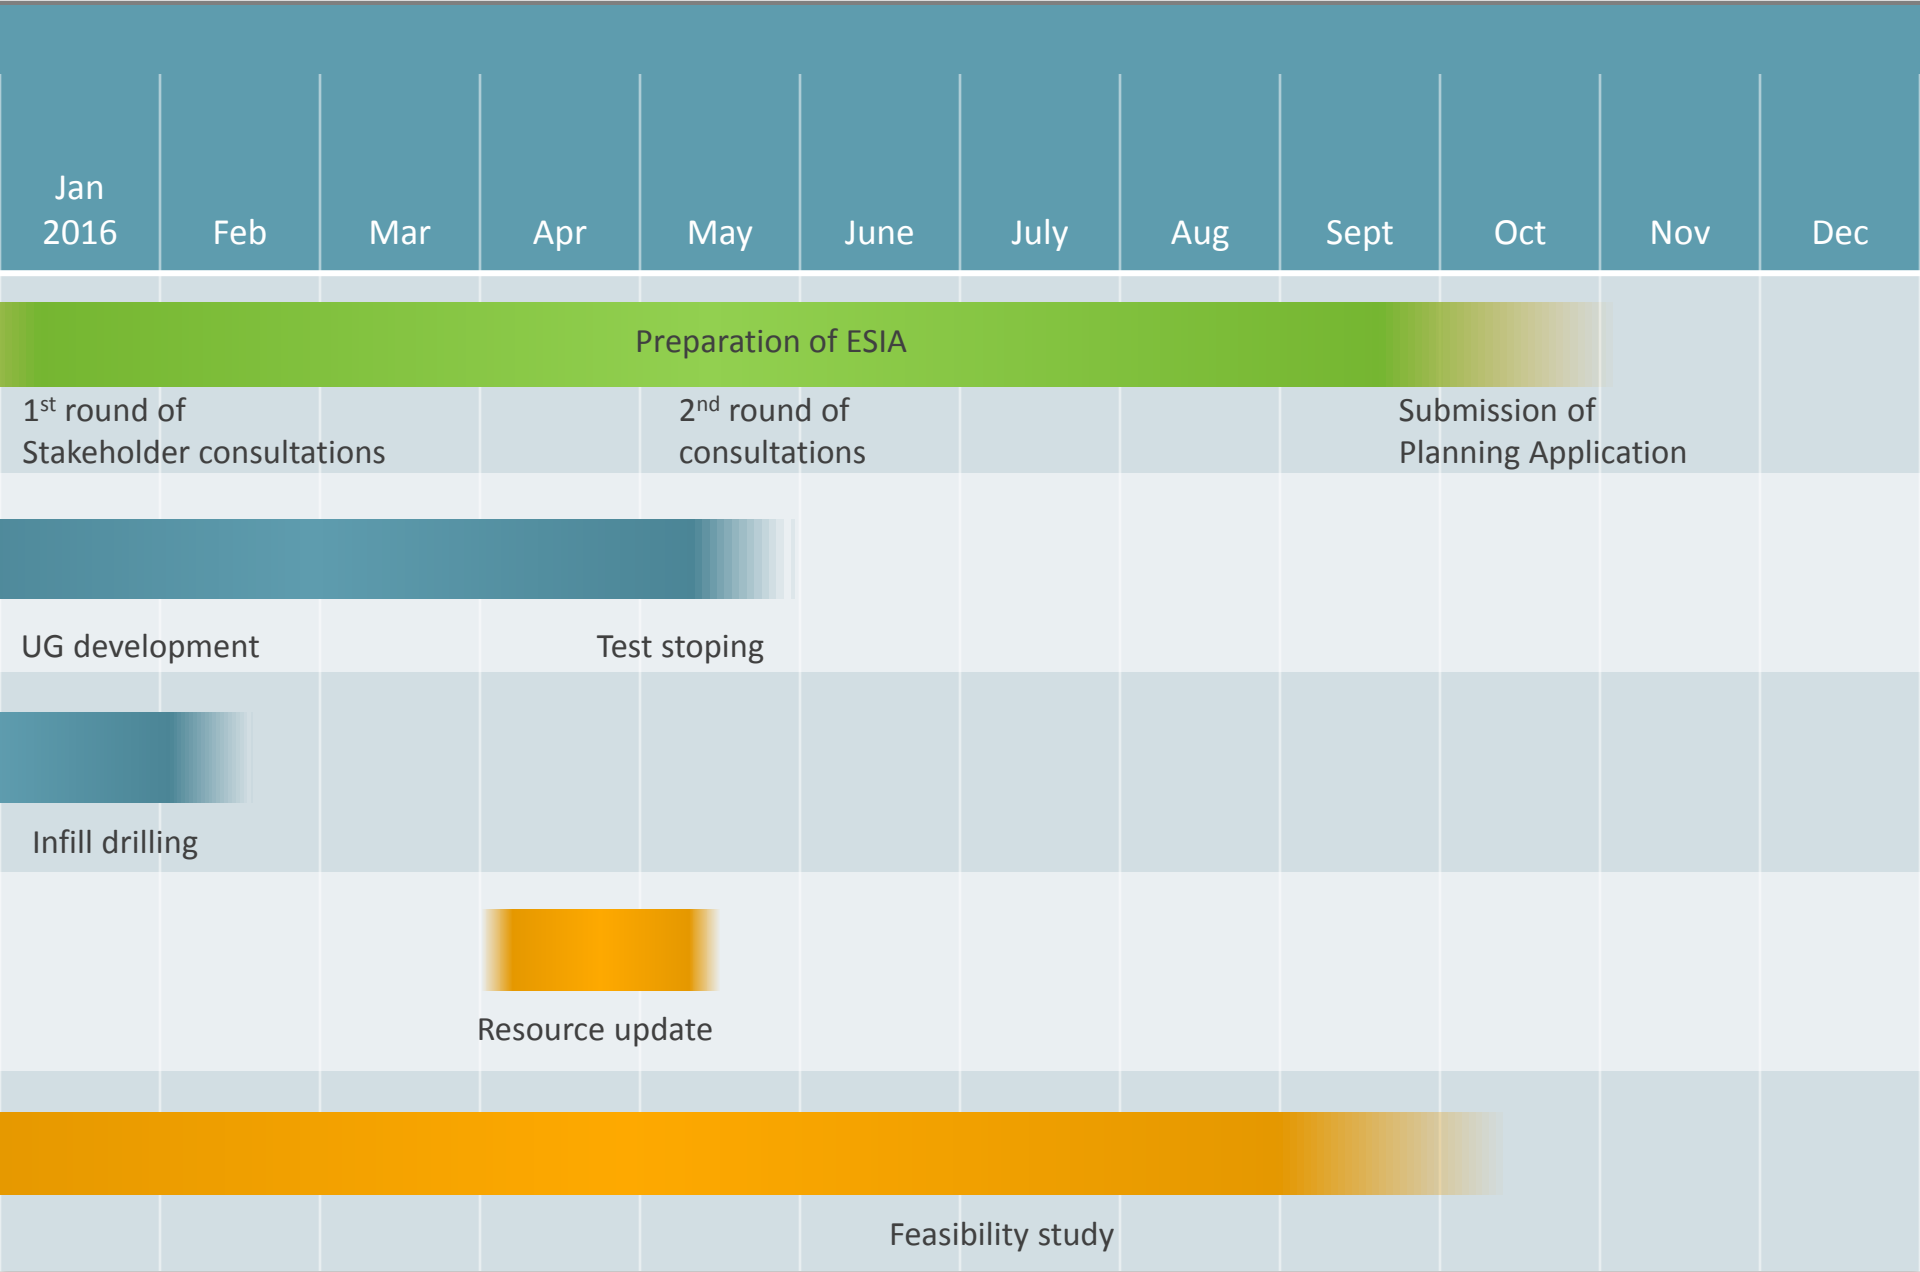 Jan
2016 Feb Mar Apr May June July Aug Sept Oct Nov Dec
Preparation of ESIA
1st round of
Stakeholder consultations
2nd round of
consultations
Submission of
Planning Application
UG development
Test stoping
Infill drilling
Resource update
Feasibility study